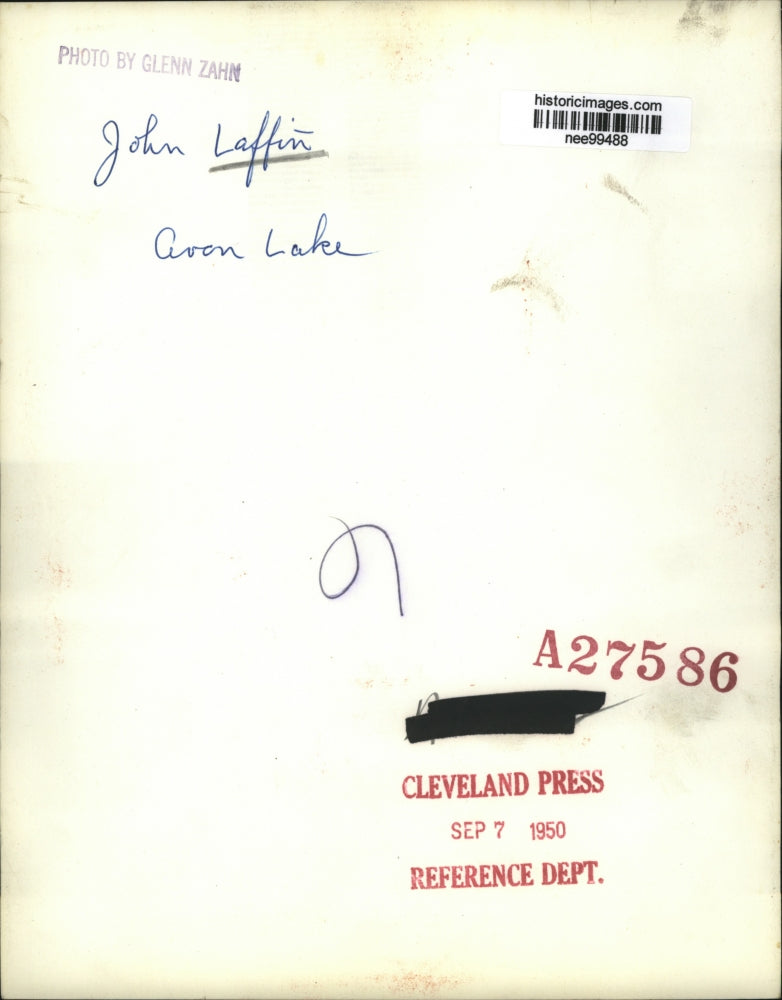 PHOTO BY GLENN ZAHN
historicimages.com
nee99488
John Laffin
Avon Lake
A27586
CLEVELAND PRESS
SEP 7 1950
REFERENCE DEPT.